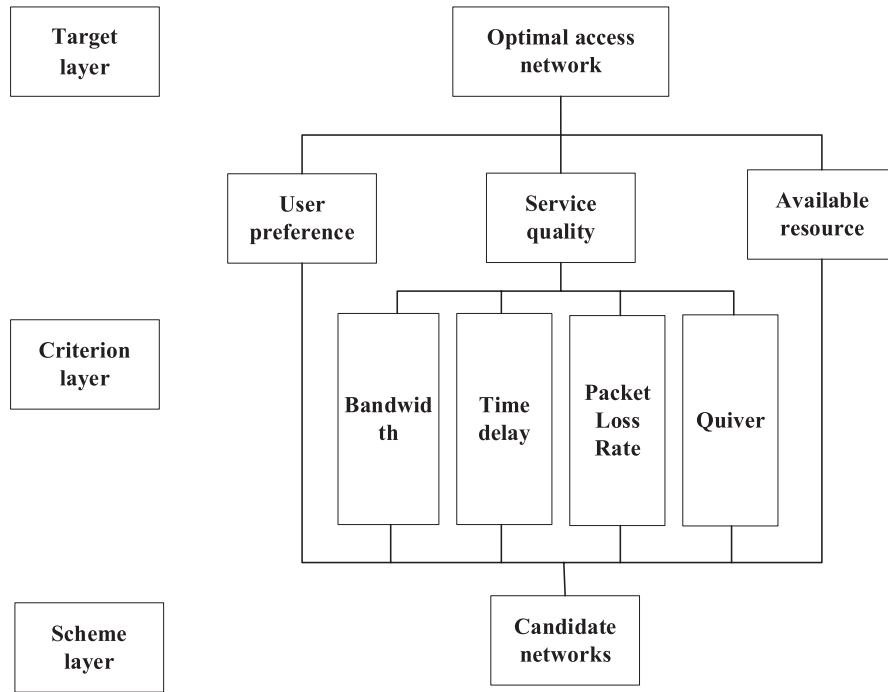 Target
layer
Optimal access
network
User
preference
Service
quality
Available
resource
Criterion
layer
Bandwid
th
Time
delay
Packet
Loss
Rate
Quiver
Scheme
layer
Candidate
networks